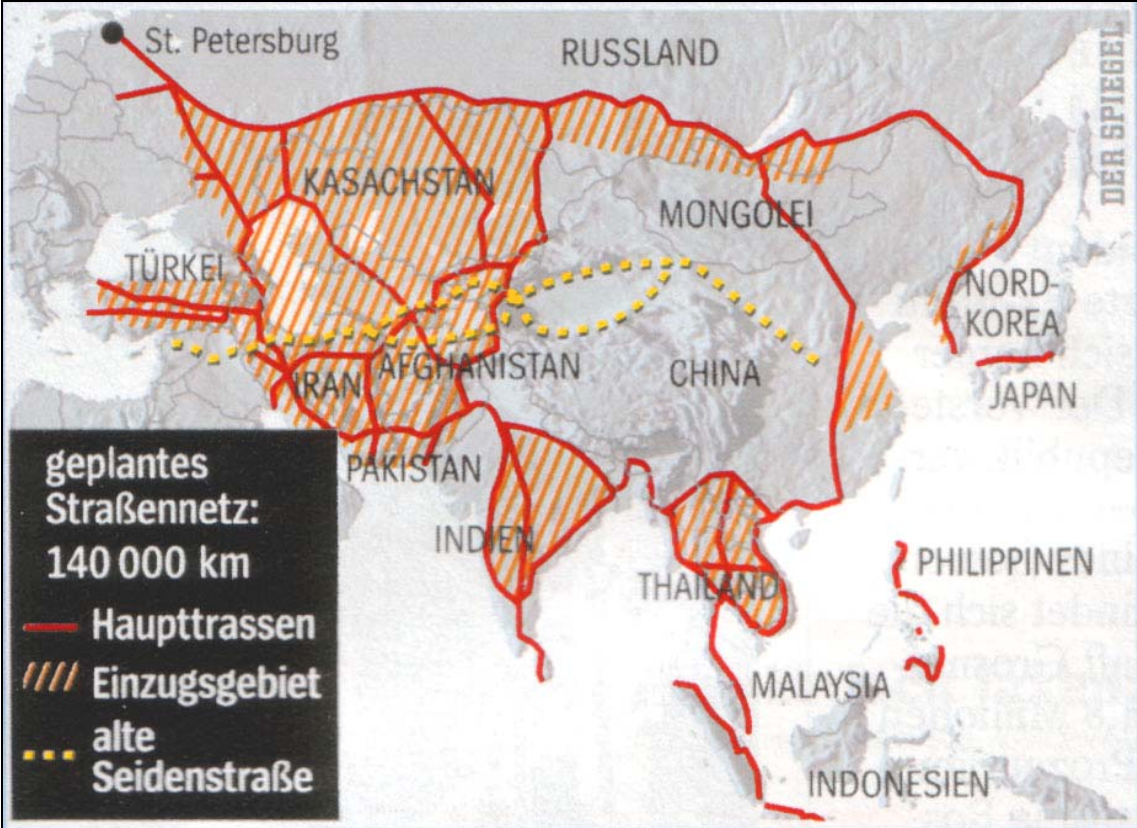 St. Petersburg
RUSSLAND
DER SPIEGEL
KASACHSTAN
MONGOLEI
TÜRKEI
NORD-
KOREA
IRAN
AFGHANISTAN
CHINA
JAPAN
PAKISTAN
INDIEN
THAILAND
PHILIPPINEN
MALAYSIA
INDONESIEN
geplantes
Straßennetz:
140 000 km
Haupttrassen
Einzugsgebiet
alte
Seidenstraße